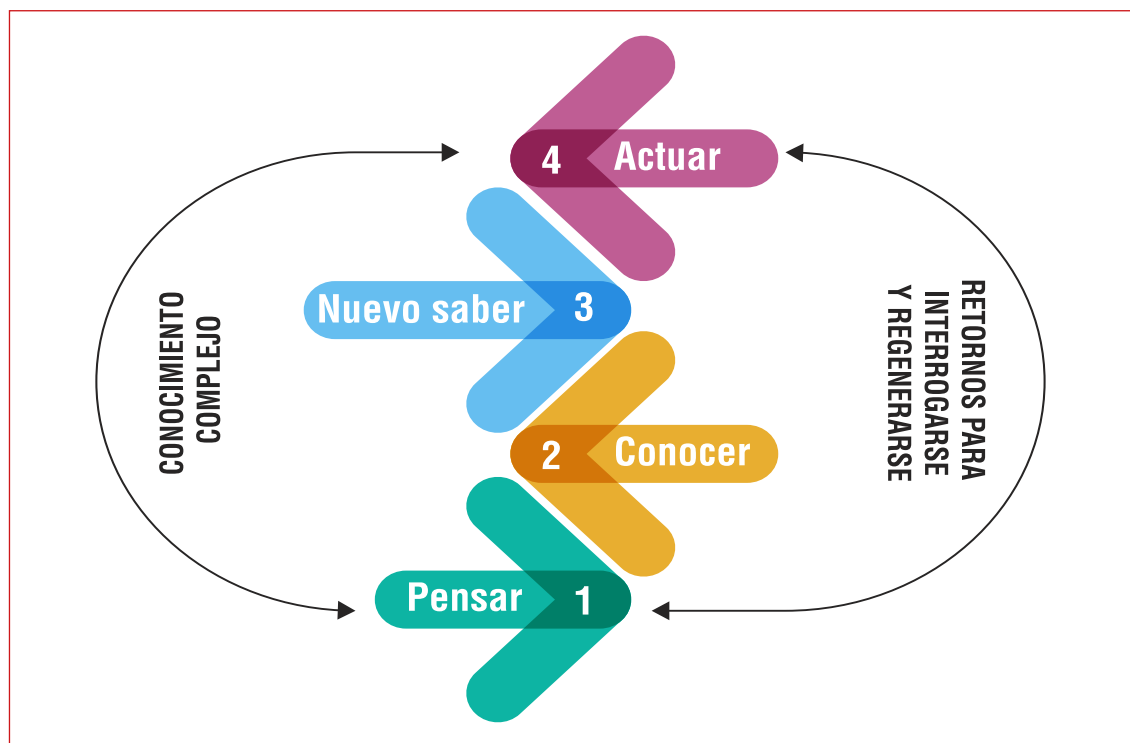 4 Actuar
Nuevo saber 3
2 Conocer
Pensar 1
CONOCIMIENTO
COMPLEJO
RETORNOS PARA
INTERROGARSE
Y REGENERARSE